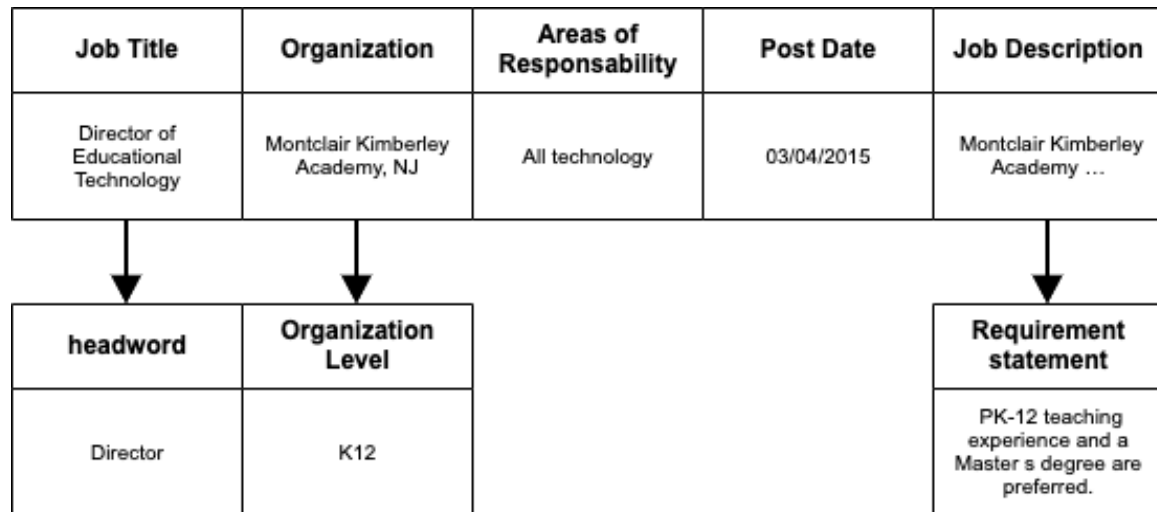 Job Title
Organization
Areas of
Responsability
Post Date
Job Description
Director of
Educational
Technology
Montclair Kimberley
Academy, NJ
All technology
03/04/2015
Montclair Kimberley
Academy ...
headword
Organization
Level
Requirement
statement
Director
K12
PK-12 teaching
experience and a
Master s degree are
preferred.